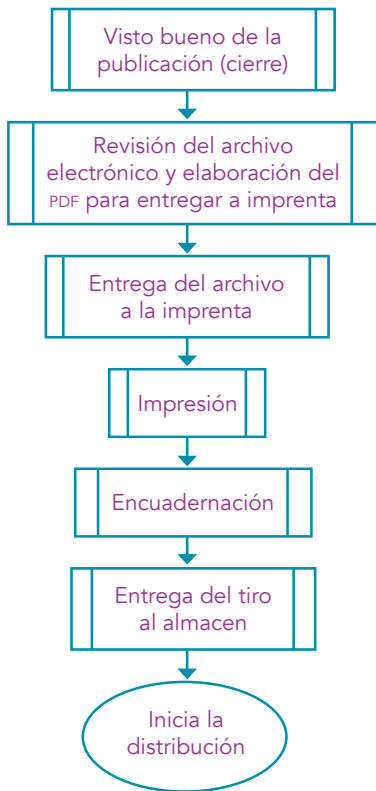 Visto bueno de la
publicación (cierre)
Revisión del archivo
electrónico y elaboración del
PDF para entregar a imprenta
Entrega del archivo
a la imprenta
Impresión
Encuadernación
Entrega del tiro
al almacen
Inicia la
distribución